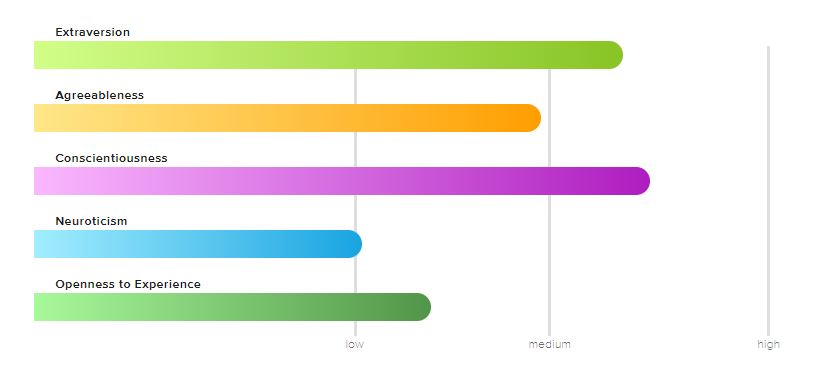 Extraversion
Agreeableness
Conscientiousness
Neuroticism
Openness to Experience
low medium high